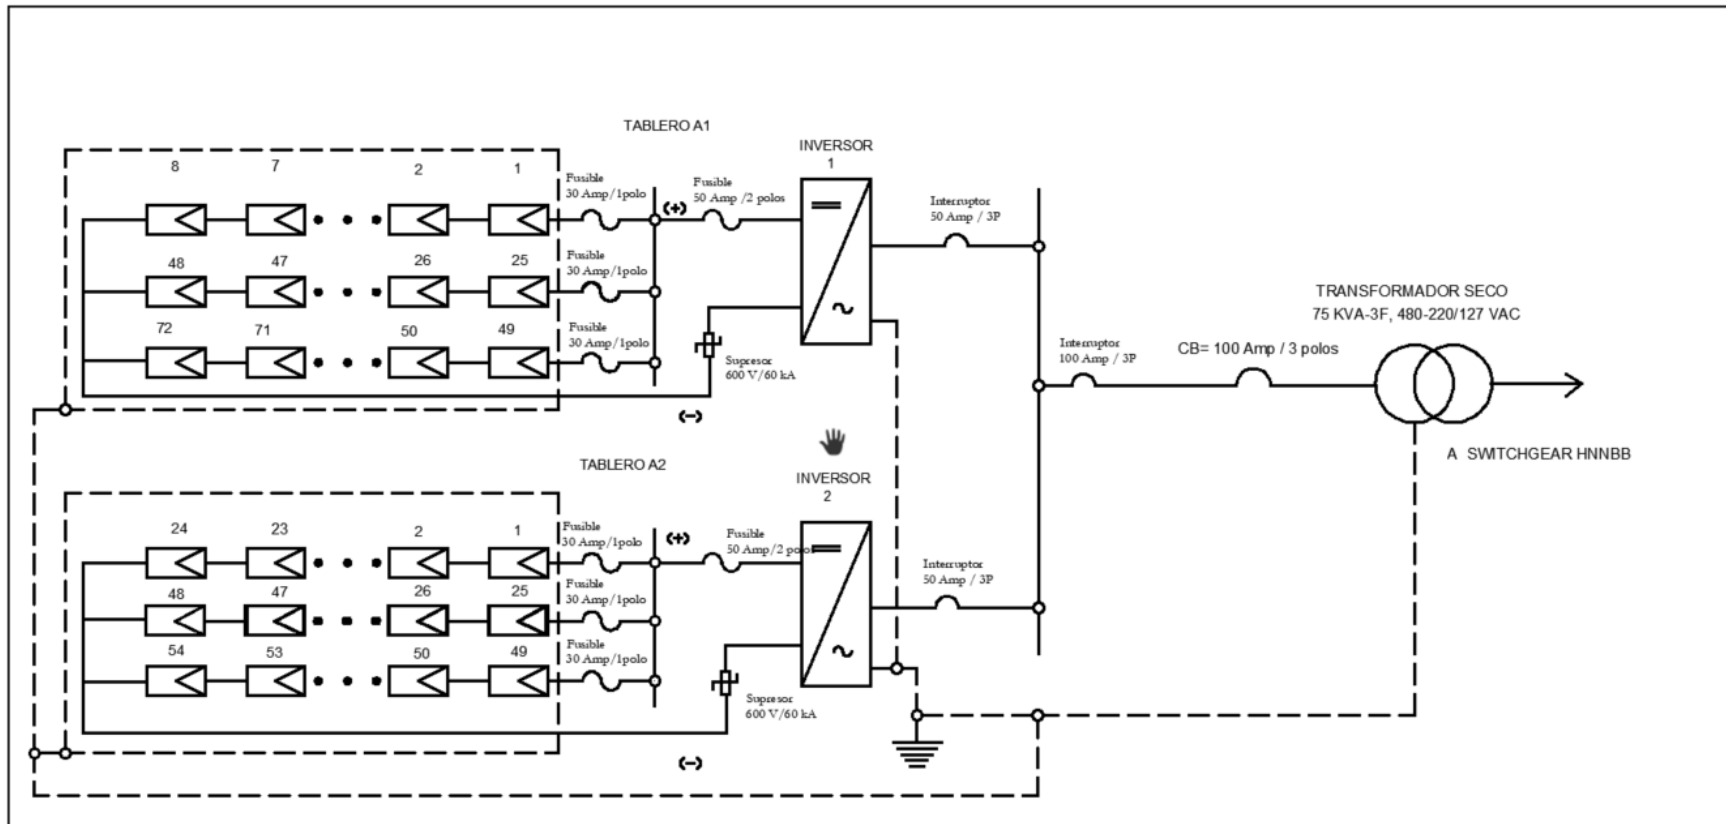 TABLERO A1
INVERSOR
1
8 7 2 1
Fusible
30 Amp/1polo
(+)
Fusible
50 Amp /2 polos
Interruptor
50 Amp / 3P
48 47 26 25
Fusible
30 Amp/1polo
72 71 50 49
Fusible
30 Amp/1polo
Supresor
600 V/60 kA
(-)
Interruptor
100 Amp / 3P
CB= 100 Amp / 3 polos
TRANSFORMADOR SECO
75 KVA-3F, 480-220/127 VAC
A SWITCHGEAR HNNBB
TABLERO A2
INVERSOR
2
24 23 2 1
Fusible
30 Amp/1polo
(+)
Fusible
50 Amp/2 polos
Interruptor
50 Amp / 3P
48 47 26 25
Fusible
30 Amp/1polo
54 53 50 49
Fusible
30 Amp/1polo
Supresor
600 V/60 kA
(-)